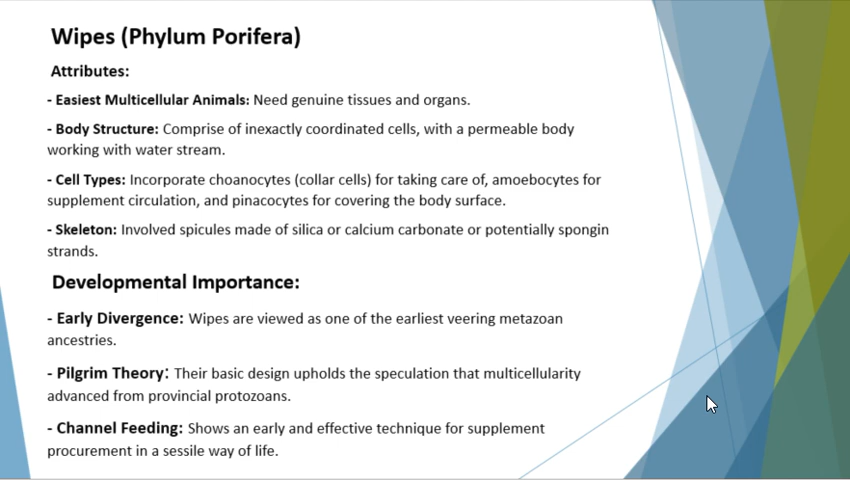 Wipes (Phylum Porifera)
Attributes:
- Easiest Multicellular Animals: Need genuine tissues and organs.
- Body Structure: Comprise of inexactly coordinated cells, with a permeable body
working with water stream.
- Cell Types: Incorporate choanocytes (collar cells) for taking care of, amoebocytes for
supplement circulation, and pinacocytes for covering the body surface.
- Skeleton: Involved spicules made of silica or calcium carbonate or potentially spongin
strands.
Developmental Importance:
- Early Divergence: Wipes are viewed as one of the earliest veering metazoan
ancestries.
- Pilgrim Theory: Their basic design upholds the speculation that multicellularity
advanced from provincial protozoans.
- Channel Feeding: Shows an early and effective technique for supplement
procurement in a sessile way of life.